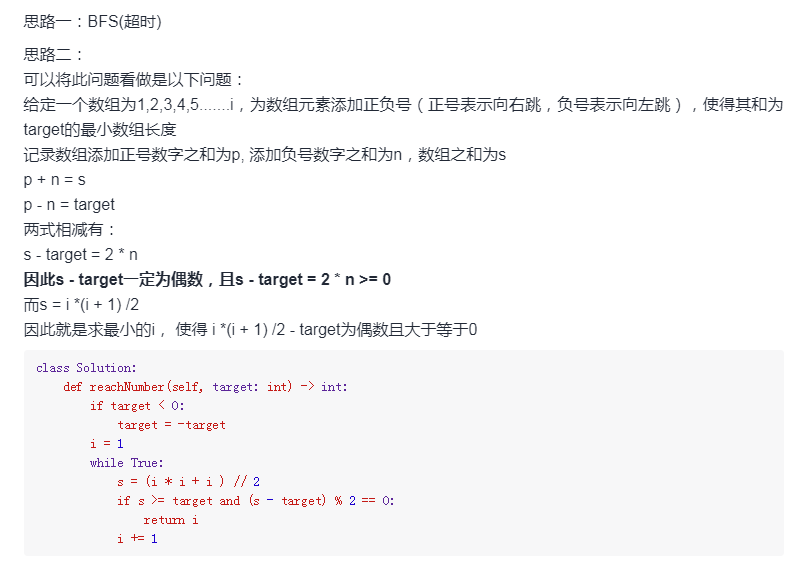 思路一：BFS(超时)
思路二：
可以将此问题看做是以下问题：
给定一个数组为1,2,3,4,5.......i，为数组元素添加正负号（正号表示向右跳，负号表示向左跳），使得其和为
target的最小数组长度
记录数组添加正号数字之和为p, 添加负号数字之和为n，数组之和为s
p + n = s
p - n = target
两式相减有：
s - target = 2 * n
因此s - target一定为偶数，且s - target = 2 * n >= 0
而s = i *(i + 1) /2
因此就是求最小的i， 使得 i *(i + 1) /2 - target为偶数且大于等于0
class Solution:
    def reachNumber(self, target: int) -> int:
        if target < 0:
            target = -target
        i = 1
        while True:
            s = (i * i + i ) // 2
            if s >= target and (s - target) % 2 == 0:
                return i
            i += 1